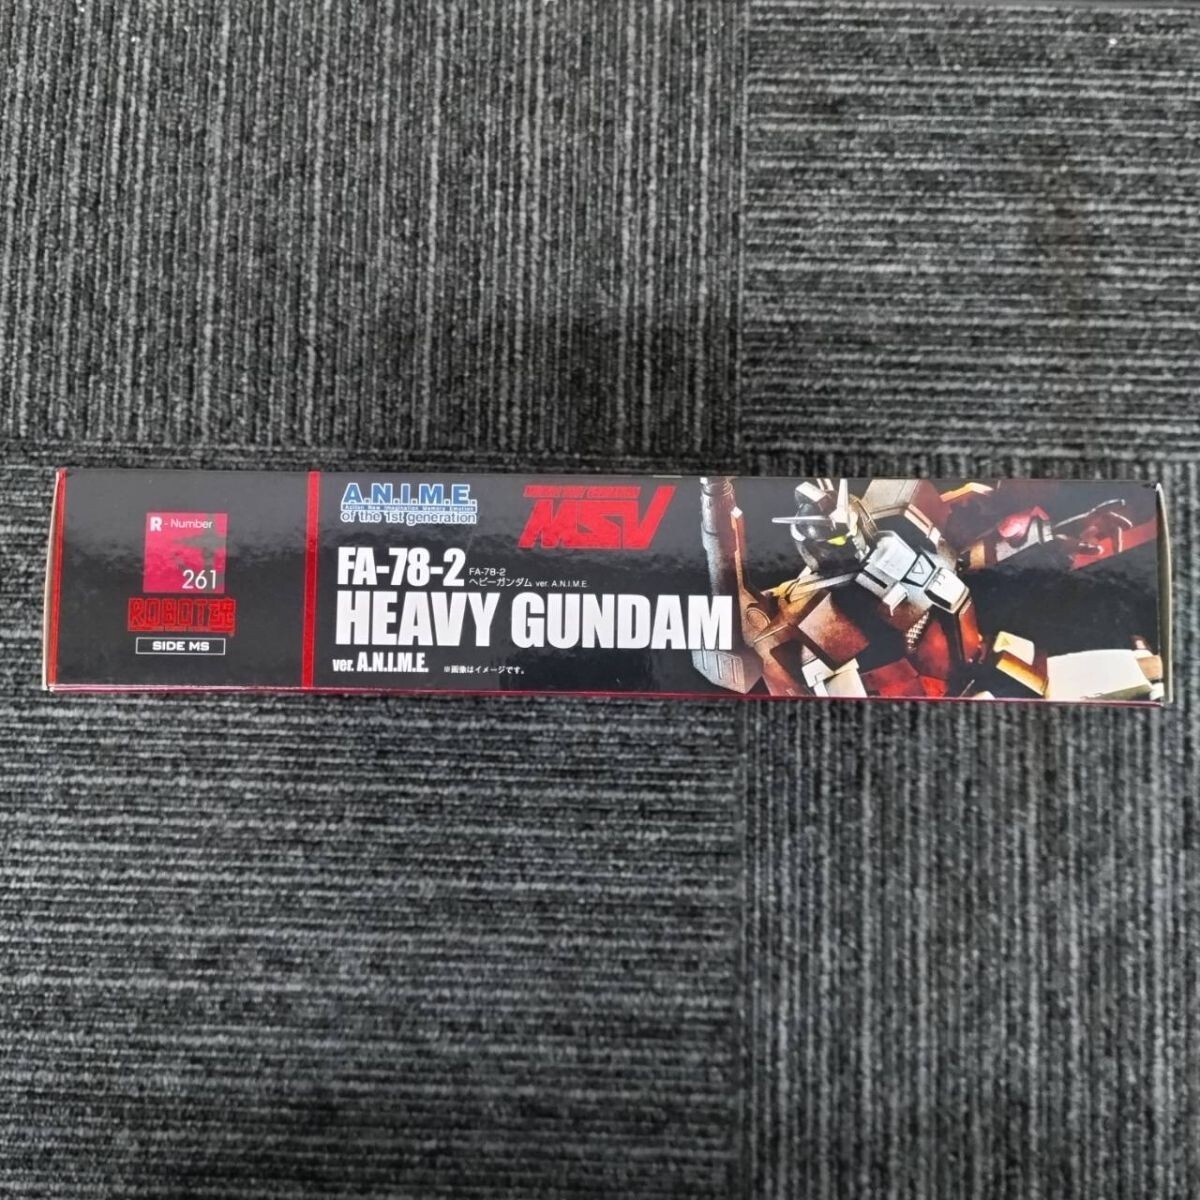 R - Number
261
ROBOT魂
SIDE MS
A.N.I.M.E.
Action New Imagination Memory Emotion
of the 1st generation
MSV
FA-78-2
FA-78-2
ヘビーガンダム ver. A.N.I.M.E.
HEAVY GUNDAM
ver. A.N.I.M.E.
※画像はイメージです。